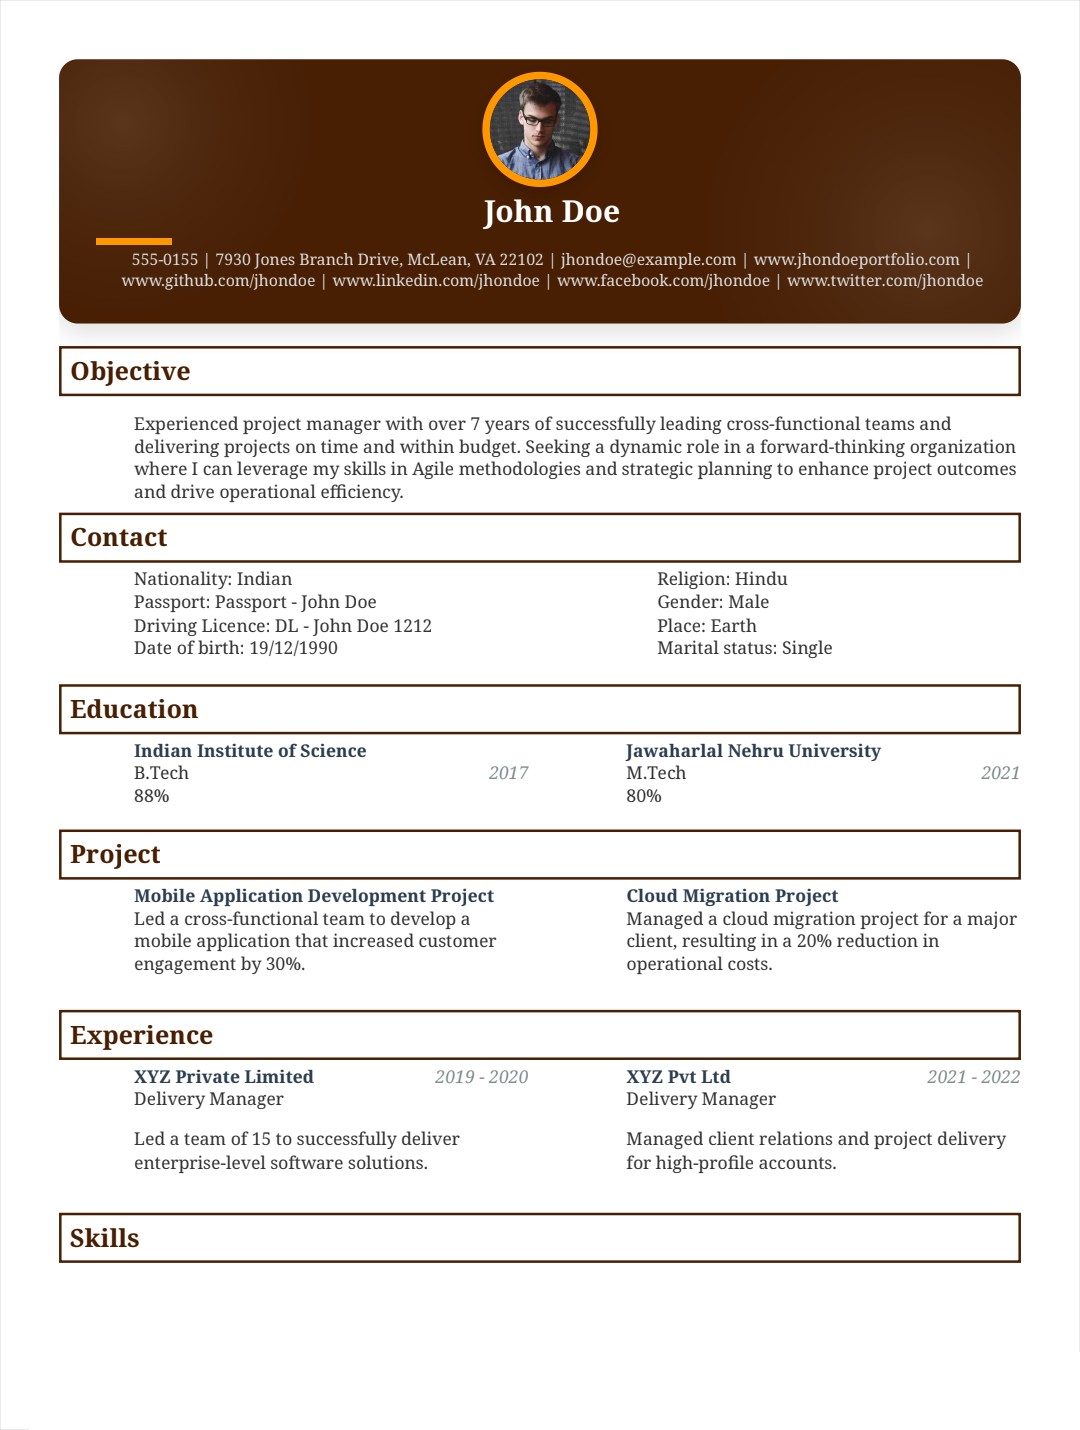 John Doe
555-0155 | 7930 Jones Branch Drive, McLean, VA 22102 | jhondoe@example.com | www.jhondoeportfolio.com |
www.github.com/jhondoe | www.linkedin.com/jhondoe | www.facebook.com/jhondoe | www.twitter.com/jhondoe
Objective
Experienced project manager with over 7 years of successfully leading cross-functional teams and
delivering projects on time and within budget. Seeking a dynamic role in a forward-thinking organization
where I can leverage my skills in Agile methodologies and strategic planning to enhance project outcomes
and drive operational efficiency.
Contact
Nationality: Indian
Passport: Passport - John Doe
Driving Licence: DL - John Doe 1212
Date of birth: 19/12/1990
Religion: Hindu
Gender: Male
Place: Earth
Marital status: Single
Education
Indian Institute of Science
B.Tech 2017
88%
Jawaharlal Nehru University
M.Tech 2021
80%
Project
Mobile Application Development Project
Led a cross-functional team to develop a
mobile application that increased customer
engagement by 30%.
Cloud Migration Project
Managed a cloud migration project for a major
client, resulting in a 20% reduction in
operational costs.
Experience
XYZ Private Limited 2019 - 2020
Delivery Manager
Led a team of 15 to successfully deliver
enterprise-level software solutions.
XYZ Pvt Ltd 2021 - 2022
Delivery Manager
Managed client relations and project delivery
for high-profile accounts.
Skills